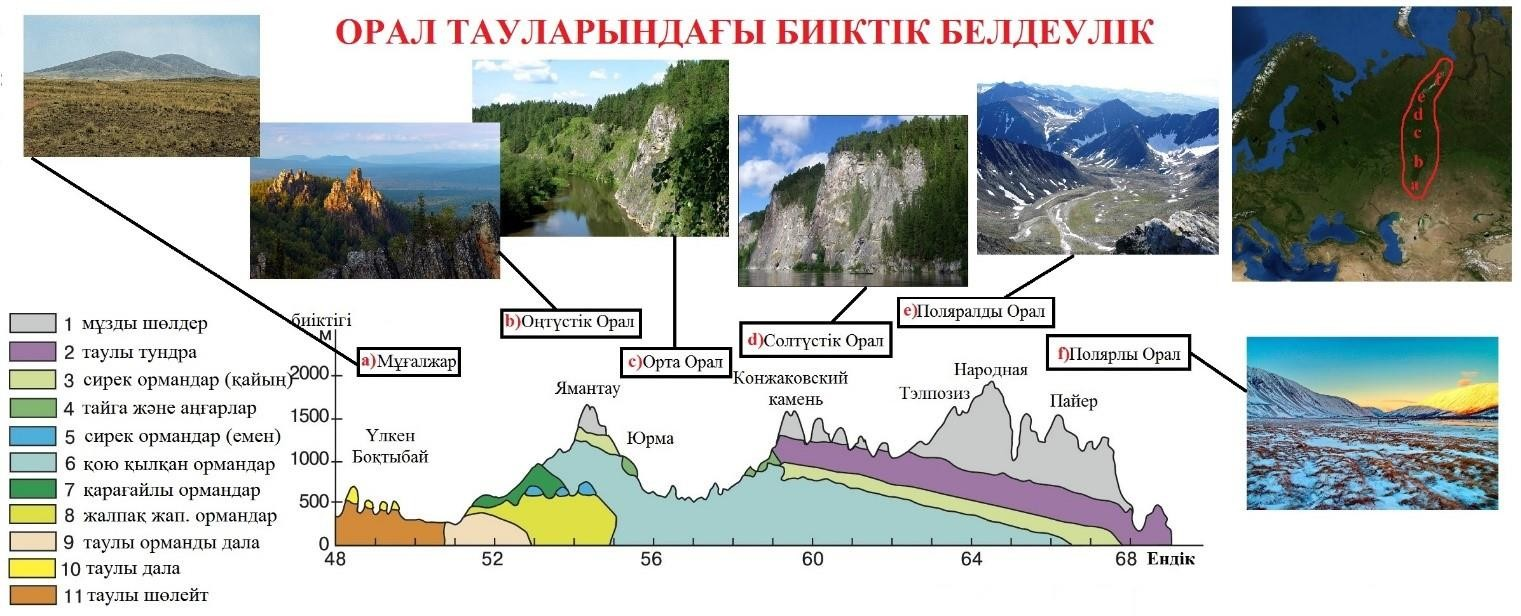 ОРАЛ ТАУЛАРЫНДАҒЫ БИІКТІК БЕЛДЕУЛІК
f
e
d
c
b
a
b)Оңтүстік Орал
e)Поляралды Орал
d)Солтүстік Орал
f)Полярлы Орал
a)Мұғалжар
c)Орта Орал
1 мұзды шөлдер
2 таулы тундра
3 сирек ормандар (қайың)
4 тайга және аңғарлар
5 сирек ормандар (емен)
6 қою қылқан ормандар
7 қарағайлы ормандар
8 жалпақ жап. ормандар
9 таулы орманды дала
10 таулы дала
11 таулы шөлейт
биіктігі
м
2000
1500
1000
500
0
Үлкен
Боқтыбай
Ямантау
Юрма
Конжаковский
камень
Тэлпозиз
Народная
Пайер
48
52
56
60
64
68
Ендік